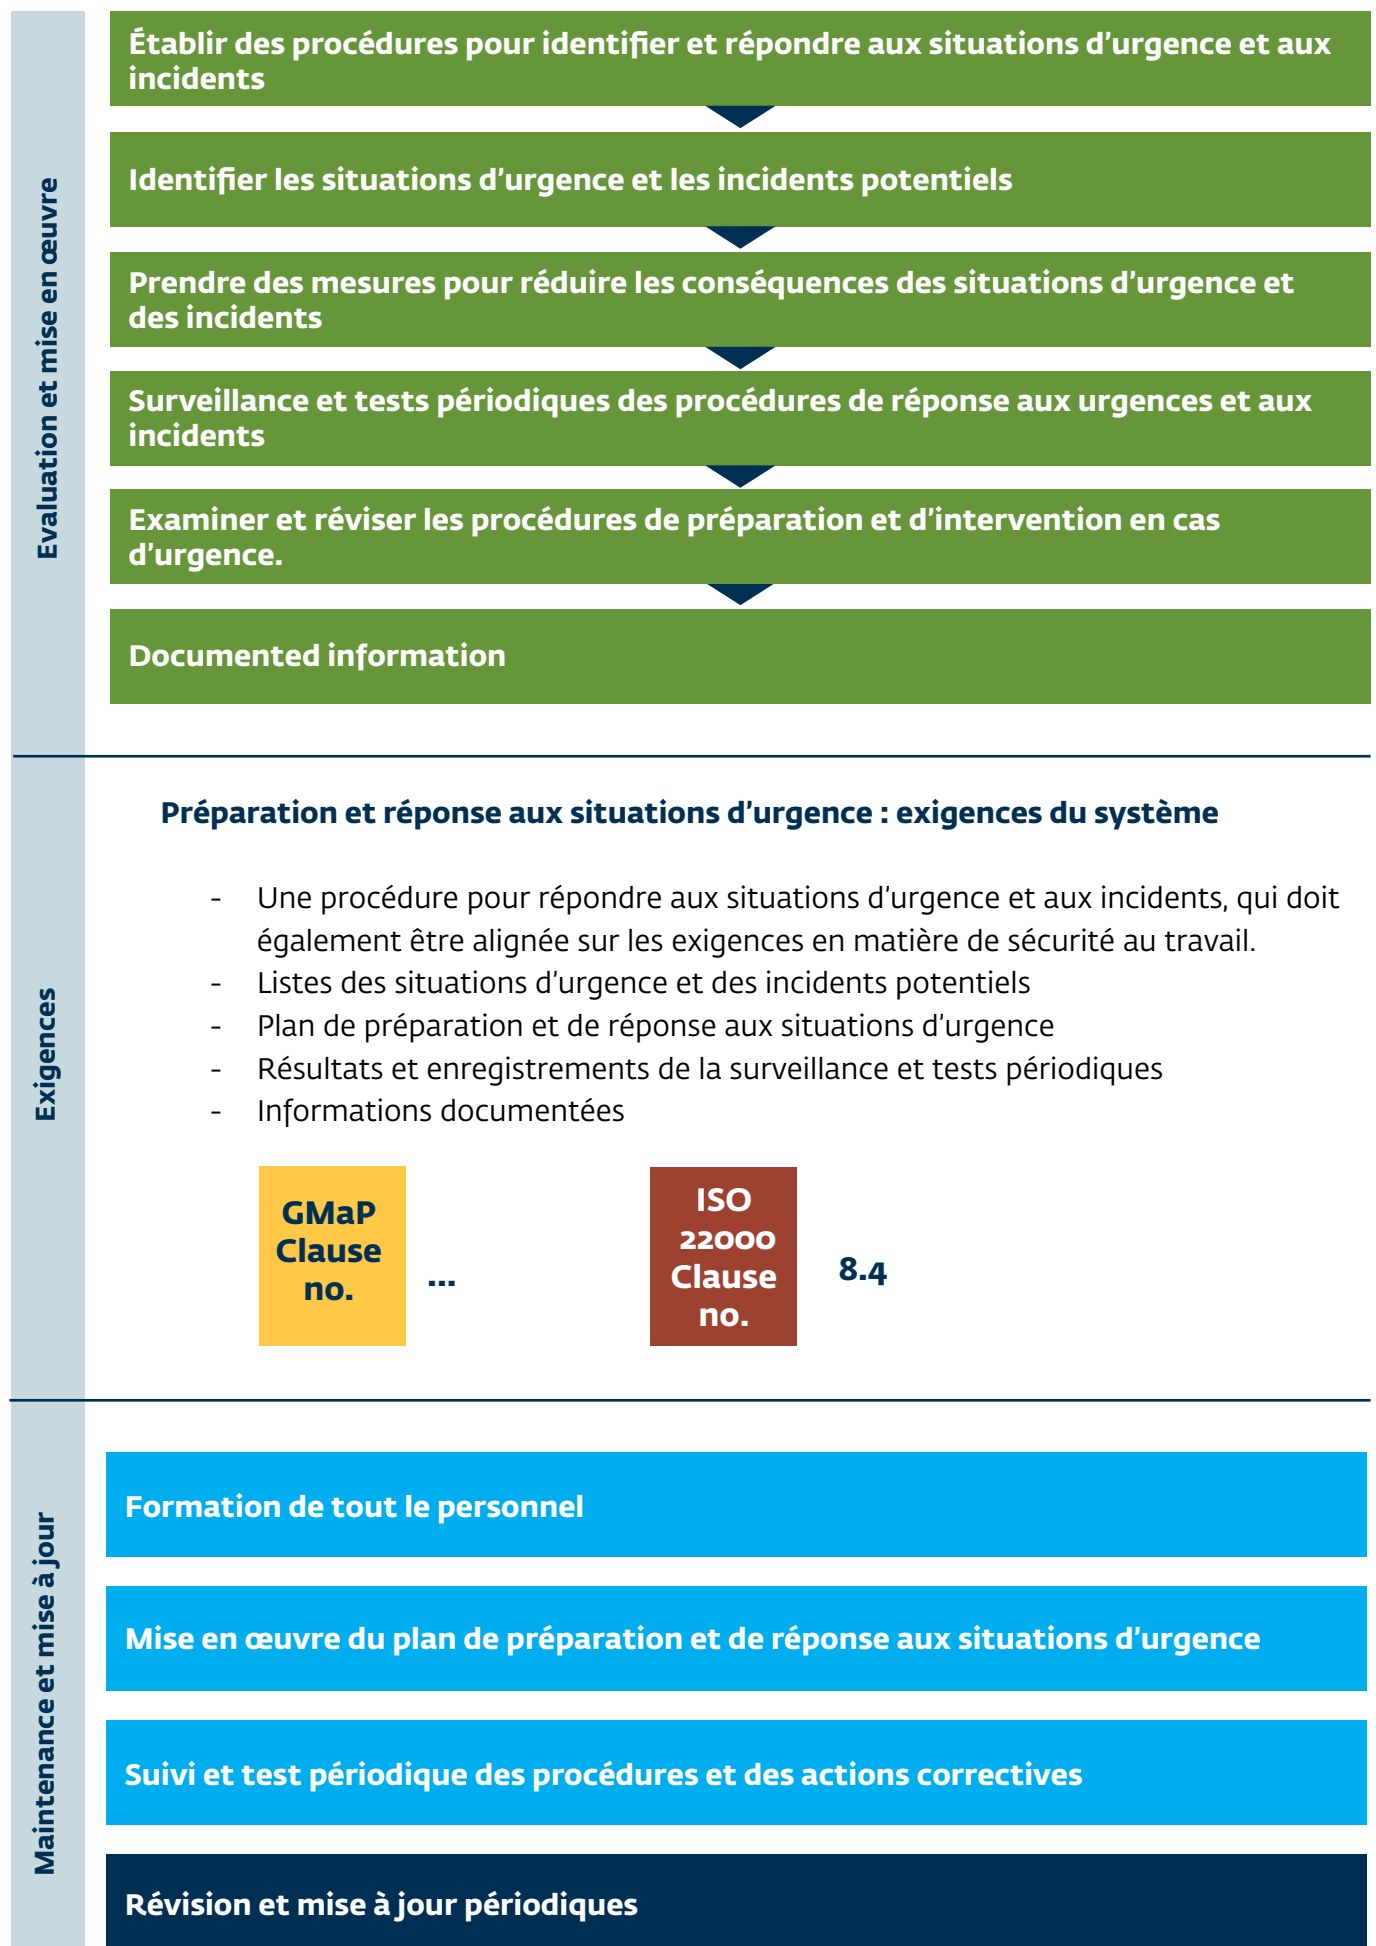 Évaluation et mise en œuvre
Établir des procédures pour identifier et répondre aux situations d'urgence et aux
incidents
Identifier les situations d'urgence et les incidents potentiels
Prendre des mesures pour réduire les conséquences des situations d'urgence et
des incidents
Surveillance et tests périodiques des procédures de réponse aux urgences et aux
incidents
Examiner et réviser les procédures de préparation et d'intervention en cas
d'urgence.
Documented information
Exigences
Préparation et réponse aux situations d'urgence : exigences du système
- Une procédure pour répondre aux situations d'urgence et aux incidents, qui doit
également être alignée sur les exigences en matière de sécurité au travail.
- Listes des situations d'urgence et des incidents potentiels
- Plan de préparation et de réponse aux situations d'urgence
- Résultats et enregistrements de la surveillance et tests périodiques
- Informations documentées
GMaP
Clause
no.
...
ISO
22000
Clause
no.
8.4
Maintenance et mise à jour
Formation de tout le personnel
Mise en œuvre du plan de préparation et de réponse aux situations d'urgence
Suivi et test périodique des procédures et des actions correctives
Révision et mise à jour périodiques